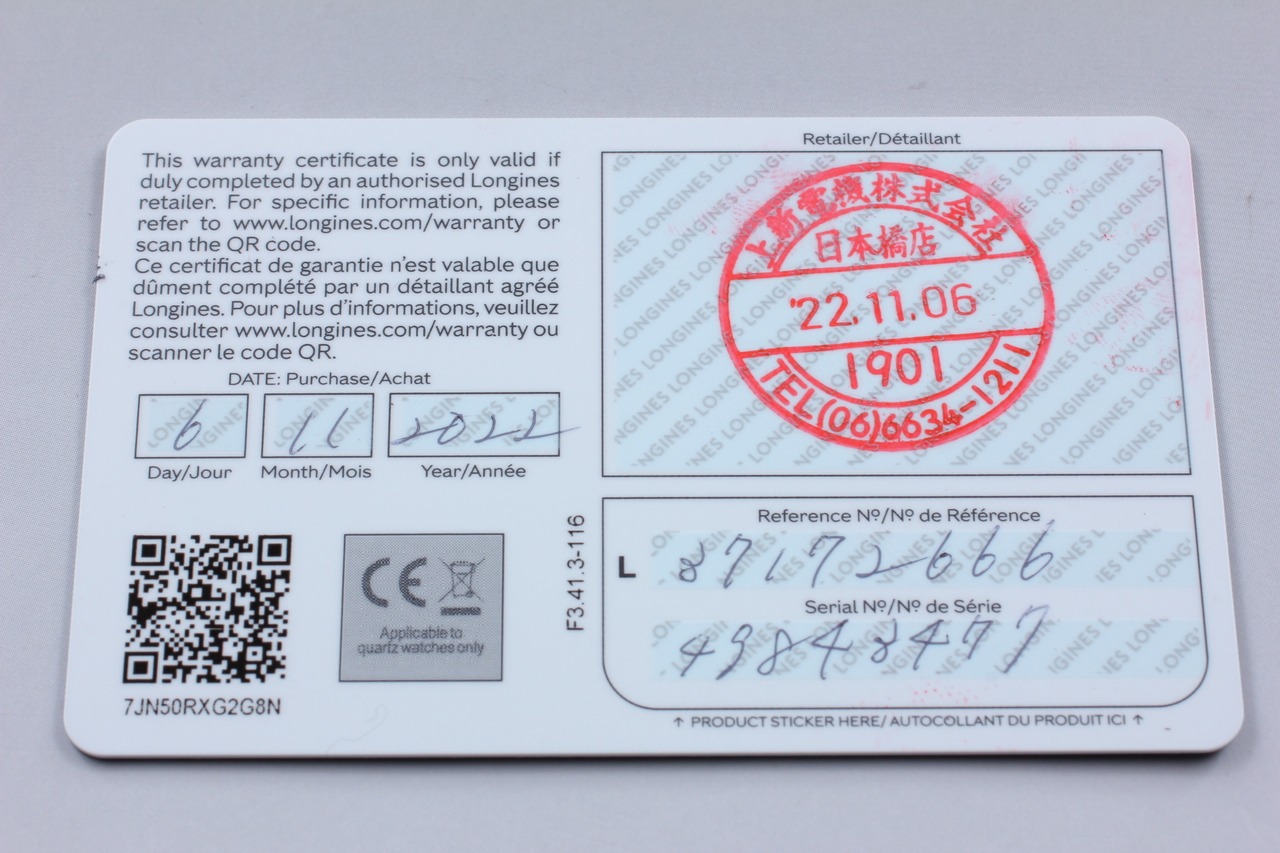 This warranty certificate is only valid if
duly completed by an authorised Longines
retailer. For specific information, please
refer to www.longines.com/warranty or
scan the QR code.
Ce certificat de garantie n'est valable que
dûment complété par un détaillant agréé
Longines. Pour plus d'informations, veuillez
consulter www.longines.com/warranty ou
scanner le code QR.
DATE: Purchase/Achat
6 11 2022
Day/Jour Month/Mois Year/Année
7JN50RXG2G8N
CE
Applicable to
quartz watches only
F3.41.3-116
Retailer/Détaillant
上新電機株式会社
日本橋店
'22.11.06
1901
TEL(06)6634-1211
Reference Nº/Nº de Référence
L 37172666
Serial Nº/Nº de Série
49843477
↑ PRODUCT STICKER HERE/ AUTOCOLLANT DU PRODUIT ICI ↑